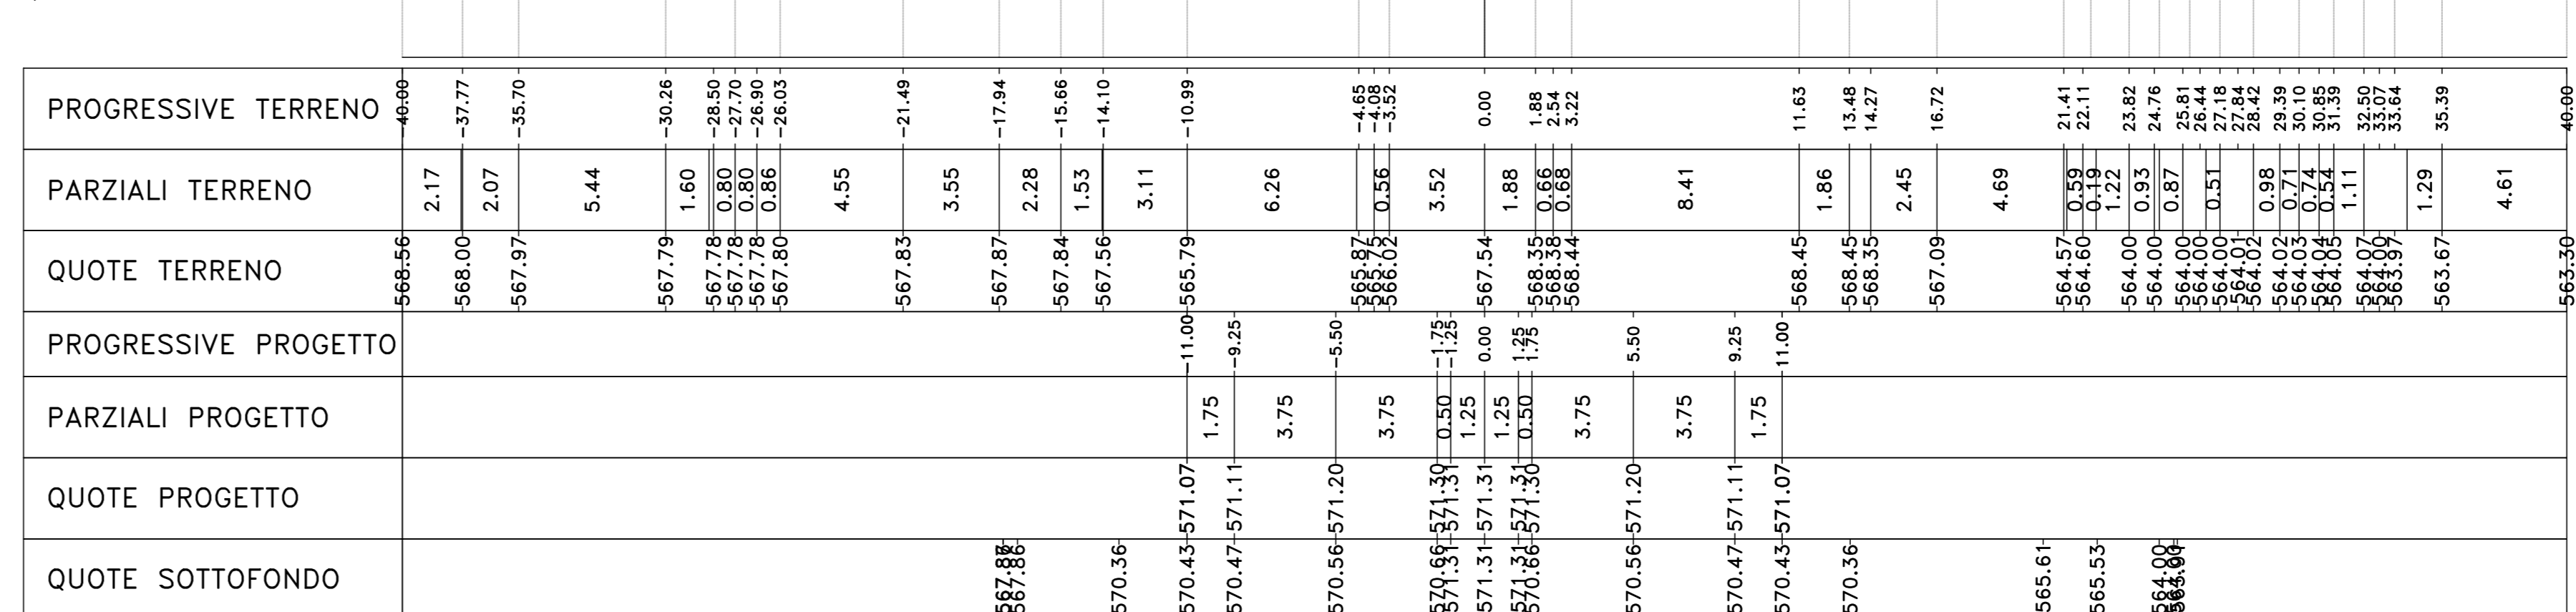 PROGRESSIVE TERRENO -40.00 -37.77 -35.70 -30.26 -28.50 -27.70 -26.90 -26.03 -21.49 -17.94 -15.66 -14.10 -10.99 -4.65 -4.08 -3.52 0.00 1.88 2.54 3.22 11.63 13.48 14.27 16.72 21.41 22.11 23.82 24.76 25.81 26.44 27.18 27.84 28.42 29.39 30.10 30.85 31.39 32.50 33.07 33.64 35.39 40.00
PARZIALI TERRENO 2.17 2.07 5.44 1.60 0.80 0.80 0.86 4.55 3.55 2.28 1.53 3.11 6.26 0.56 3.52 1.88 0.66 0.68 8.41 1.86 2.45 4.69 0.59 0.19 1.22 0.93 0.87 0.51 0.98 0.71 0.74 0.54 1.11 1.29 4.61
QUOTE TERRENO 568.56 568.00 567.97 567.79 567.78 567.78 567.78 567.80 567.83 567.87 567.84 567.56 565.79 565.87 565.75 566.02 567.54 568.35 568.38 568.44 568.45 568.45 568.35 567.09 564.57 564.60 564.00 564.00 564.00 564.00 564.00 564.01 564.02 564.02 564.03 564.04 564.05 564.07 564.00 563.97 563.67 563.30
PROGRESSIVE PROGETTO -11.00 -9.25 -5.50 -1.75 -1.25 0.00 1.25 1.75 5.50 9.25 11.00
PARZIALI PROGETTO 1.75 3.75 3.75 0.50 1.25 1.25 0.50 3.75 3.75 1.75
QUOTE PROGETTO 571.07 571.11 571.20 571.30 571.31 571.31 571.31 571.30 571.20 571.11 571.07
QUOTE SOTTOFONDO 567.86 570.36 570.43 570.47 570.56 570.66 571.31 571.31 571.31 570.66 570.56 570.47 570.43 570.36 565.61 565.53 564.00